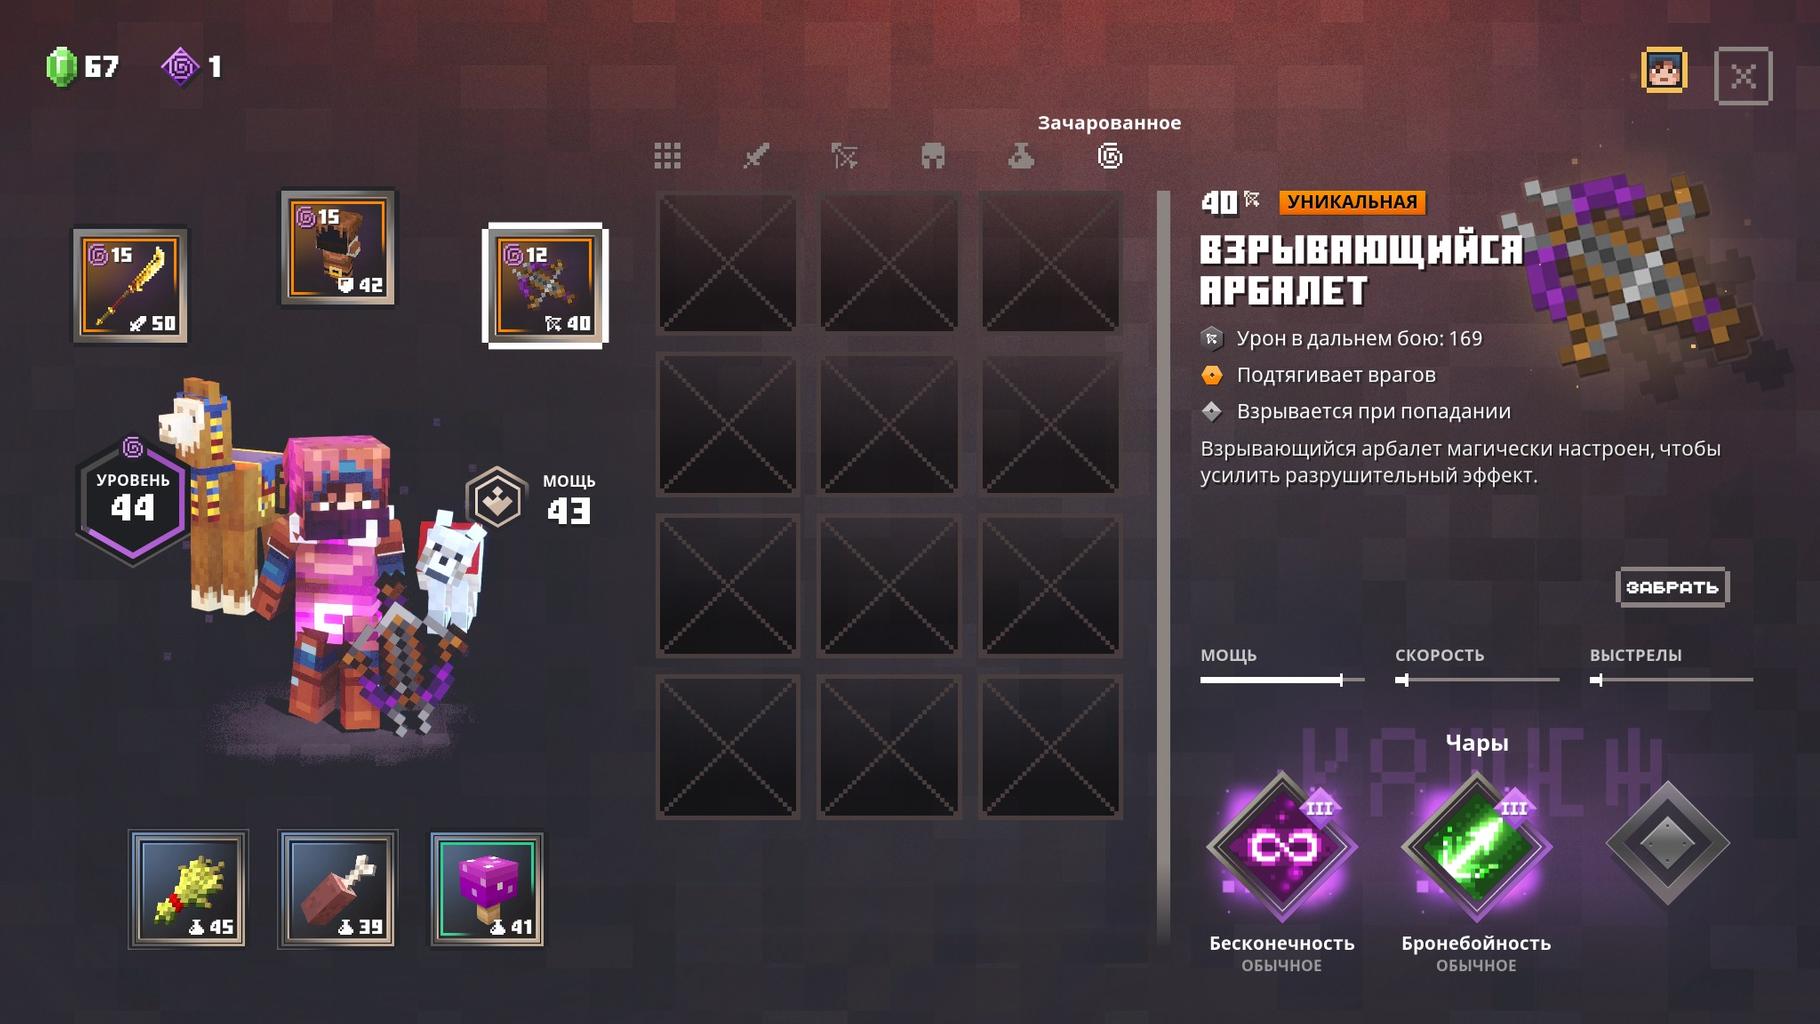 67
1
Зачарованное
15
50
15
42
12
40
УРОВЕНЬ
44
МОЩЬ
43
45
39
41
40
УНИКАЛЬНАЯ
ВЗРЫВАЮЩИЙСЯ
АРБАЛЕТ
Урон в дальнем бою: 169
Подтягивает врагов
Взрывается при попадании
Взрывающийся арбалет магически настроен, чтобы
усилить разрушительный эффект.
ЗАБРАТЬ
МОЩЬ
СКОРОСТЬ
ВЫСТРЕЛЫ
Чары
III
III
Бесконечность
Бронебойность
ОБЫЧНОЕ
ОБЫЧНОЕ